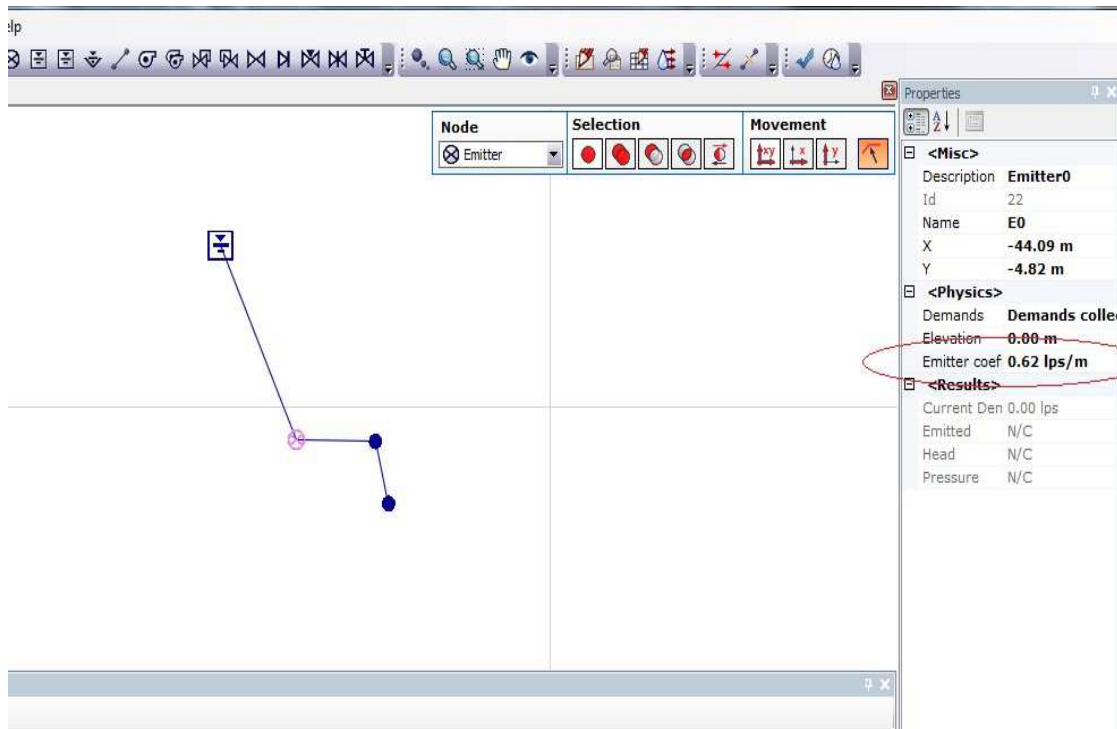 elp
Properties
Node
Selection
Movement
Emitter
<Misc>
Description Emitter0
Id 22
Name E0
X -44.09 m
Y -4.82 m
<Physics>
Demands Demands colle
Elevation 0.00 m
Emitter coef 0.62 lps/m
<Results>
Current Den 0.00 lps
Emitted N/C
Head N/C
Pressure N/C